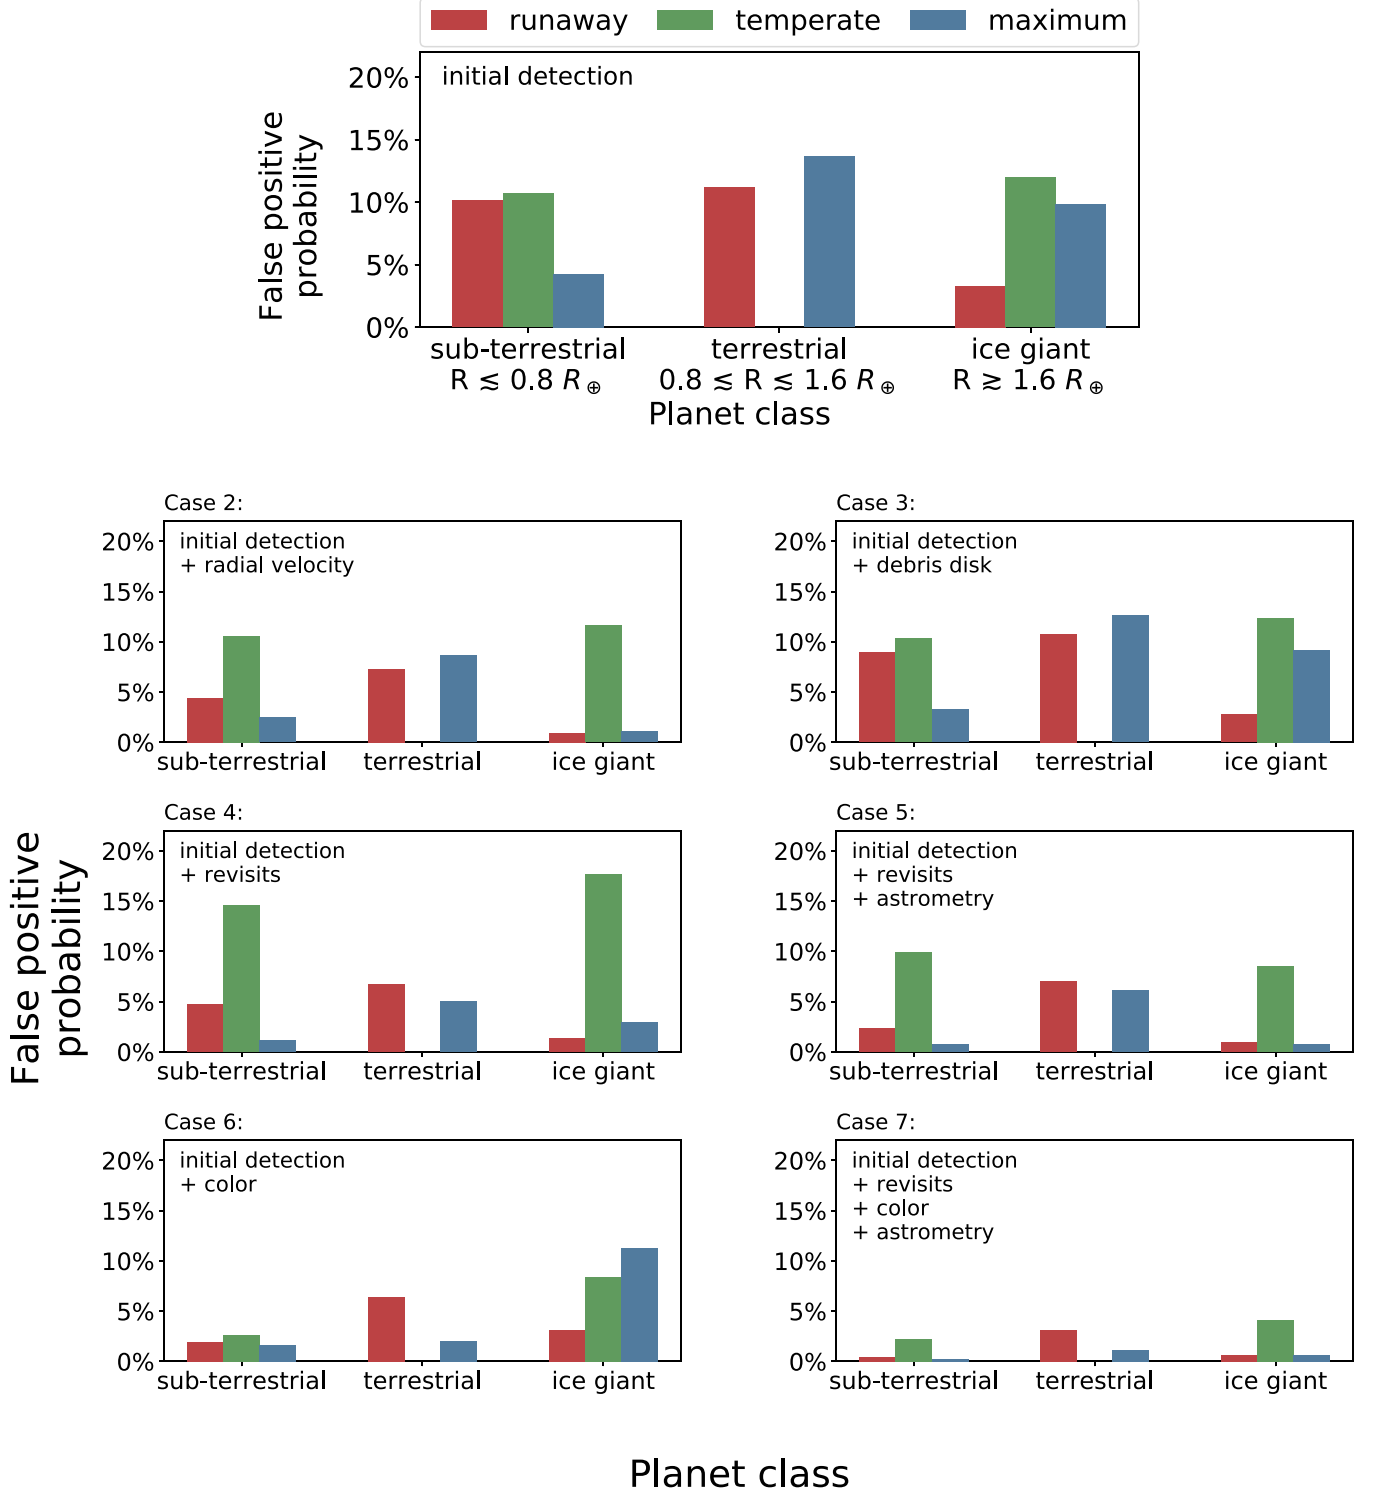 runaway temperate maximum
initial detection
20%
15%
10%
5%
0%
False positive
probability
sub-terrestrial terrestrial ice giant
R ≲ 0.8 R⊕ 0.8 ≲ R ≲ 1.6 R⊕ R ≳ 1.6 R⊕
Planet class
Case 2:
initial detection
+ radial velocity
20%
15%
10%
5%
0%
sub-terrestrial terrestrial ice giant
Case 3:
initial detection
+ debris disk
20%
15%
10%
5%
0%
sub-terrestrial terrestrial ice giant
Case 4:
initial detection
+ revisits
20%
15%
10%
5%
0%
sub-terrestrial terrestrial ice giant
Case 5:
initial detection
+ revisits
+ astrometry
20%
15%
10%
5%
0%
sub-terrestrial terrestrial ice giant
False positive
probability
Case 6:
initial detection
+ color
20%
15%
10%
5%
0%
sub-terrestrial terrestrial ice giant
Case 7:
initial detection
+ revisits
+ color
+ astrometry
20%
15%
10%
5%
0%
sub-terrestrial terrestrial ice giant
Planet class